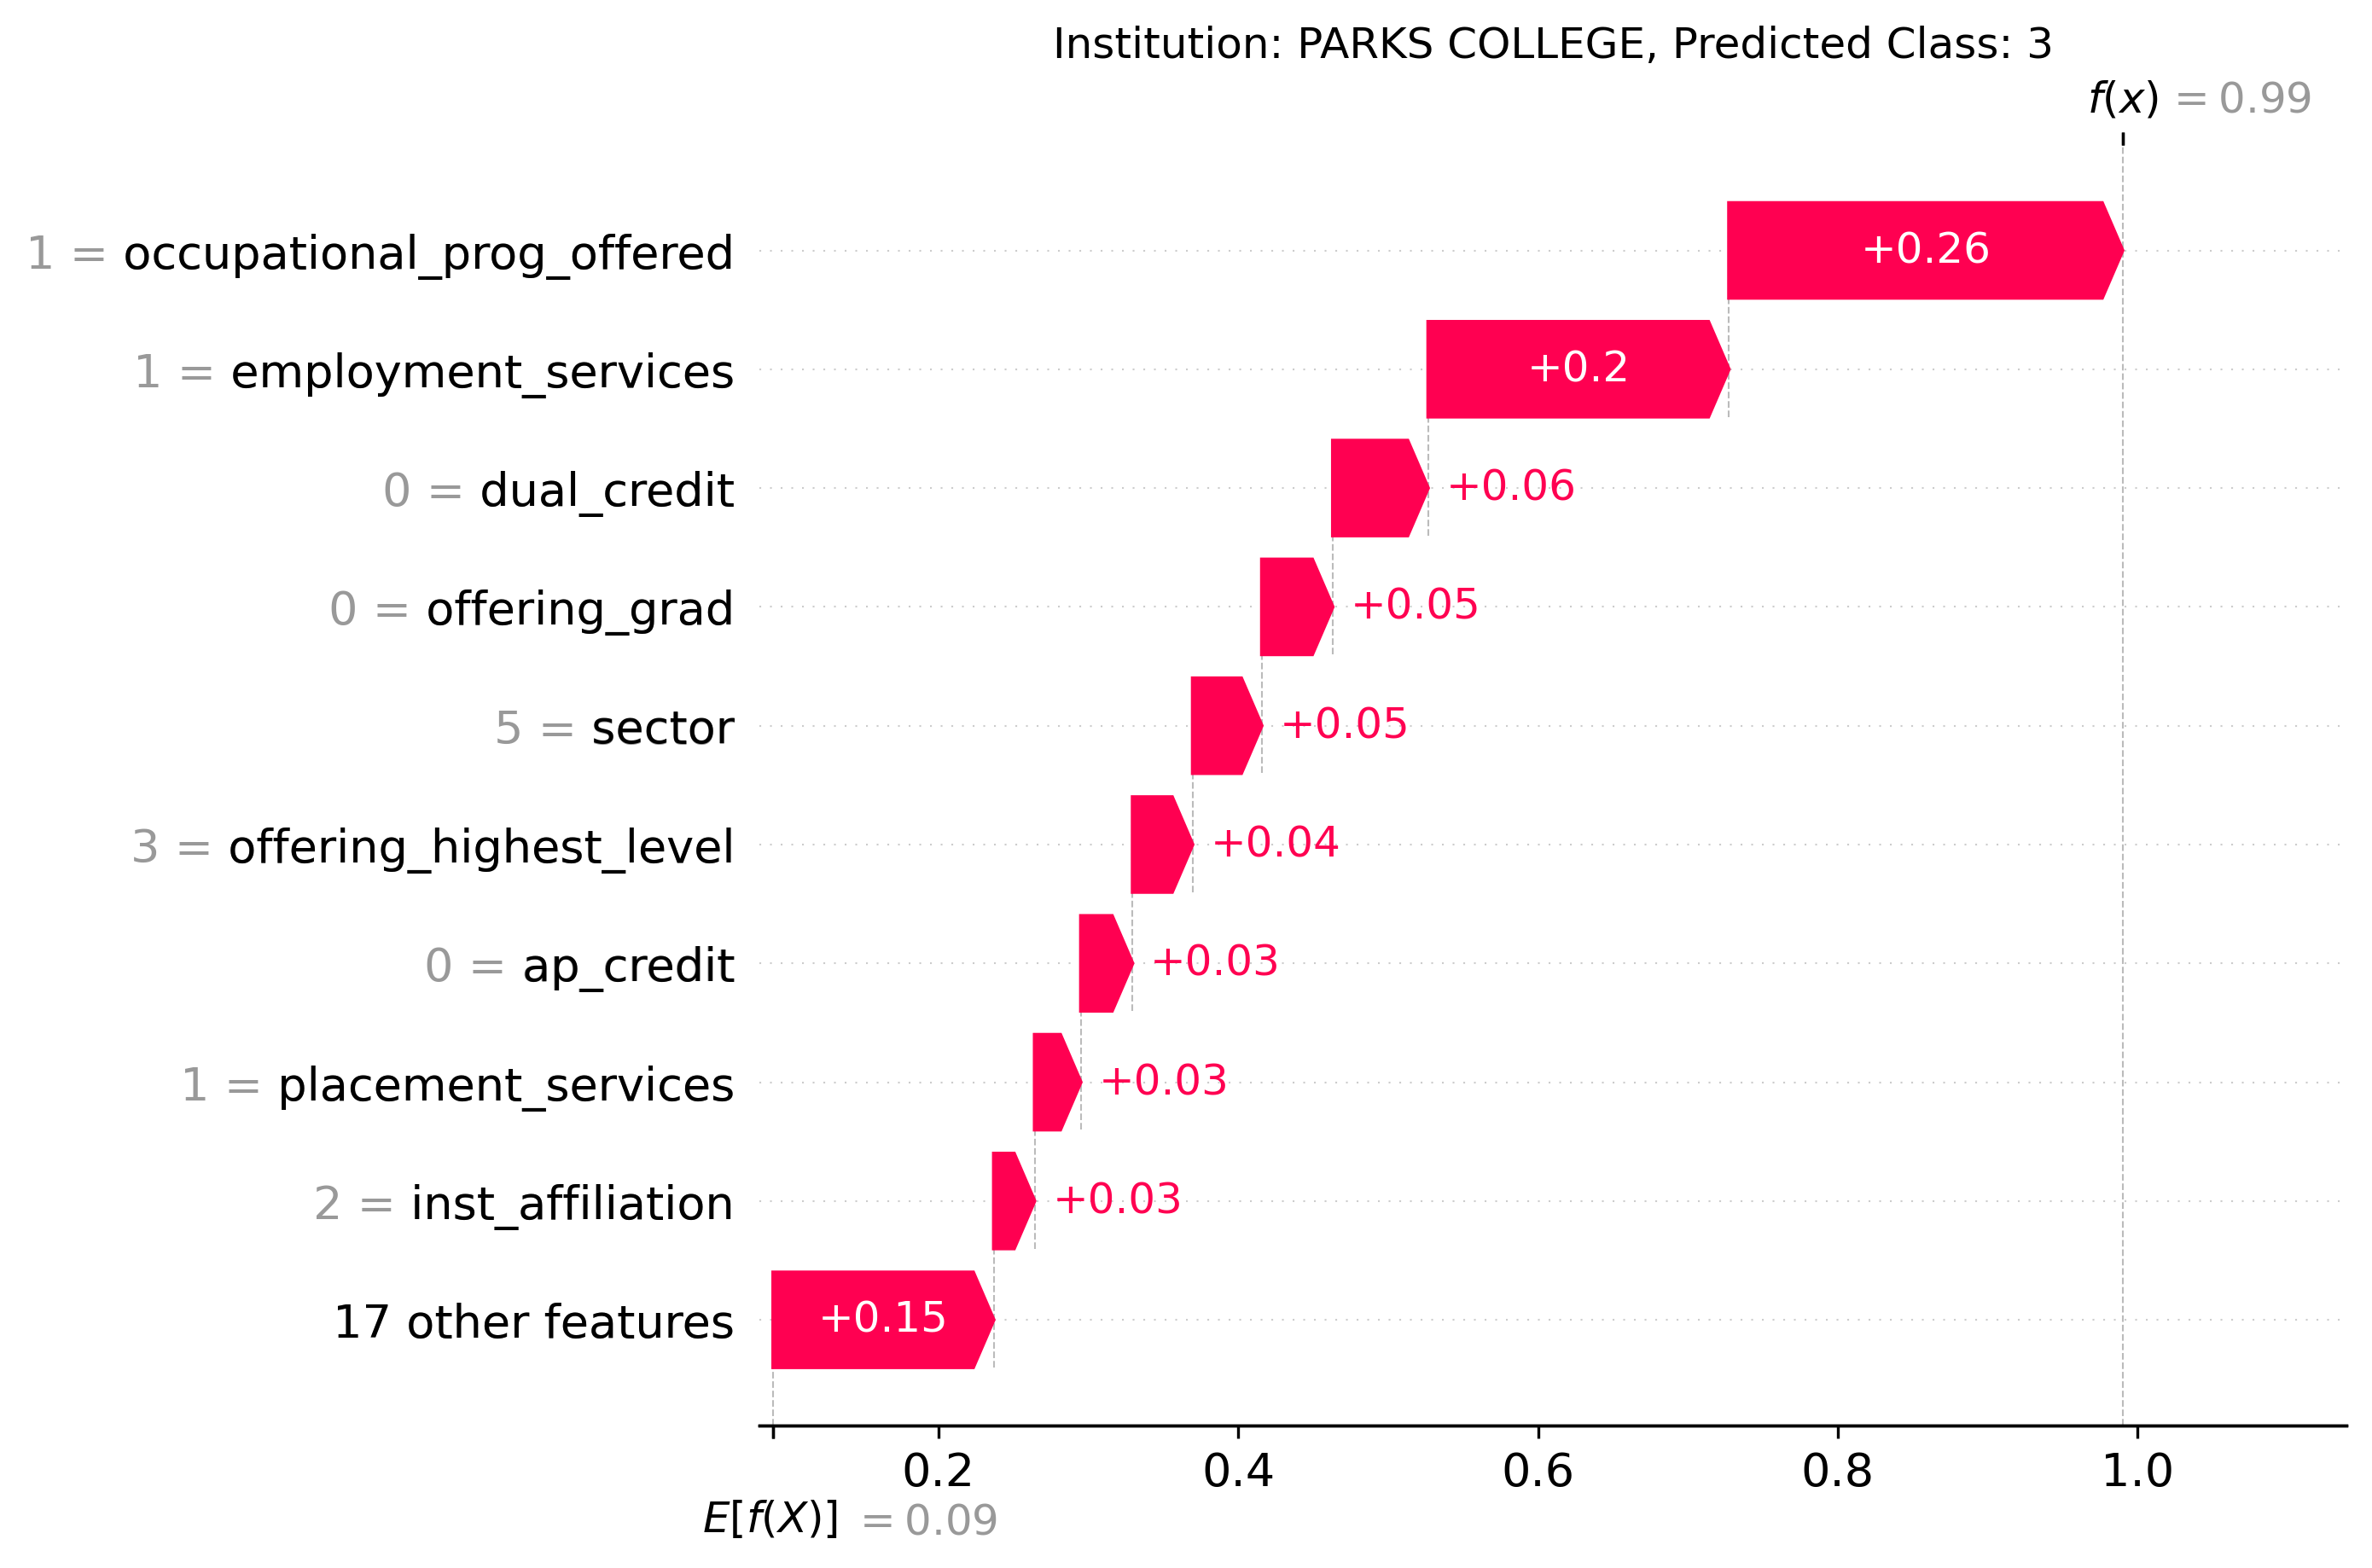 Institution: PARKS COLLEGE, Predicted Class: 3
f(x) = 0.99
1 = occupational_prog_offered +0.26
1 = employment_services +0.2
0 = dual_credit +0.06
0 = offering_grad +0.05
5 = sector +0.05
3 = offering_highest_level +0.04
0 = ap_credit +0.03
1 = placement_services +0.03
2 = inst_affiliation +0.03
17 other features +0.15
0.2 0.4 0.6 0.8 1.0
E[f(X)] = 0.09